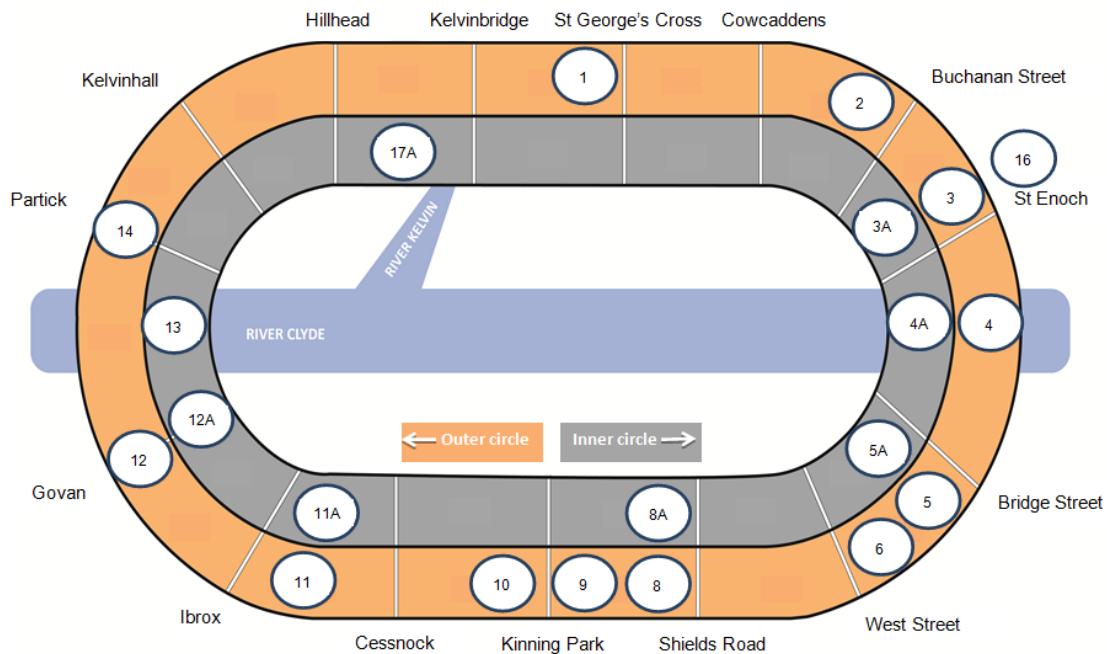 Hillhead
Kelvinbridge
St George's Cross
Cowcaddens
Kelvinhall
1
Buchanan Street
2
17A
16
Partick
3
St Enoch
14
3A
RIVER KELVIN
13
RIVER CLYDE
4A
4
12A
← Outer circle
Inner circle →
5A
12
Govan
5
Bridge Street
11A
8A
6
11
10
9
8
Ibrox
West Street
Cessnock
Kinning Park
Shields Road